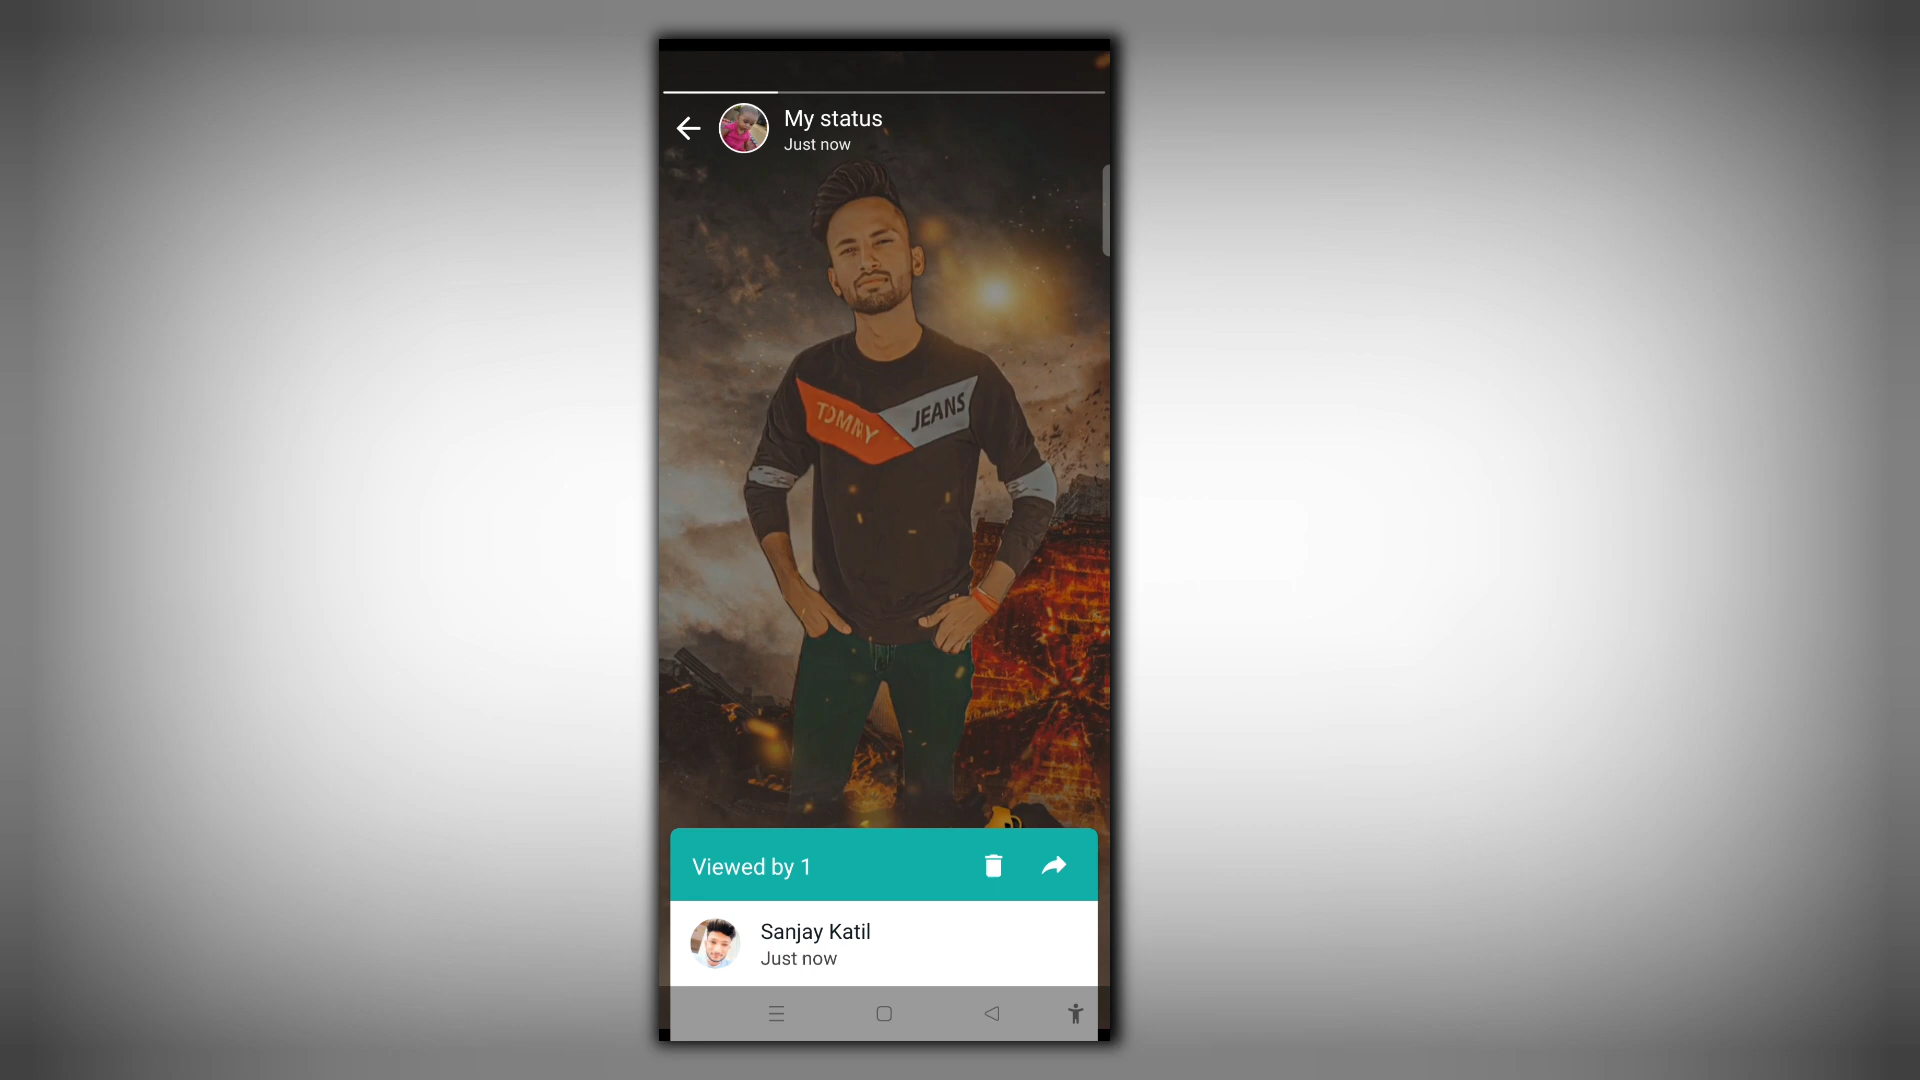 My status
Just now
TOMMY JEANS
Viewed by 1
Sanjay Katil
Just now